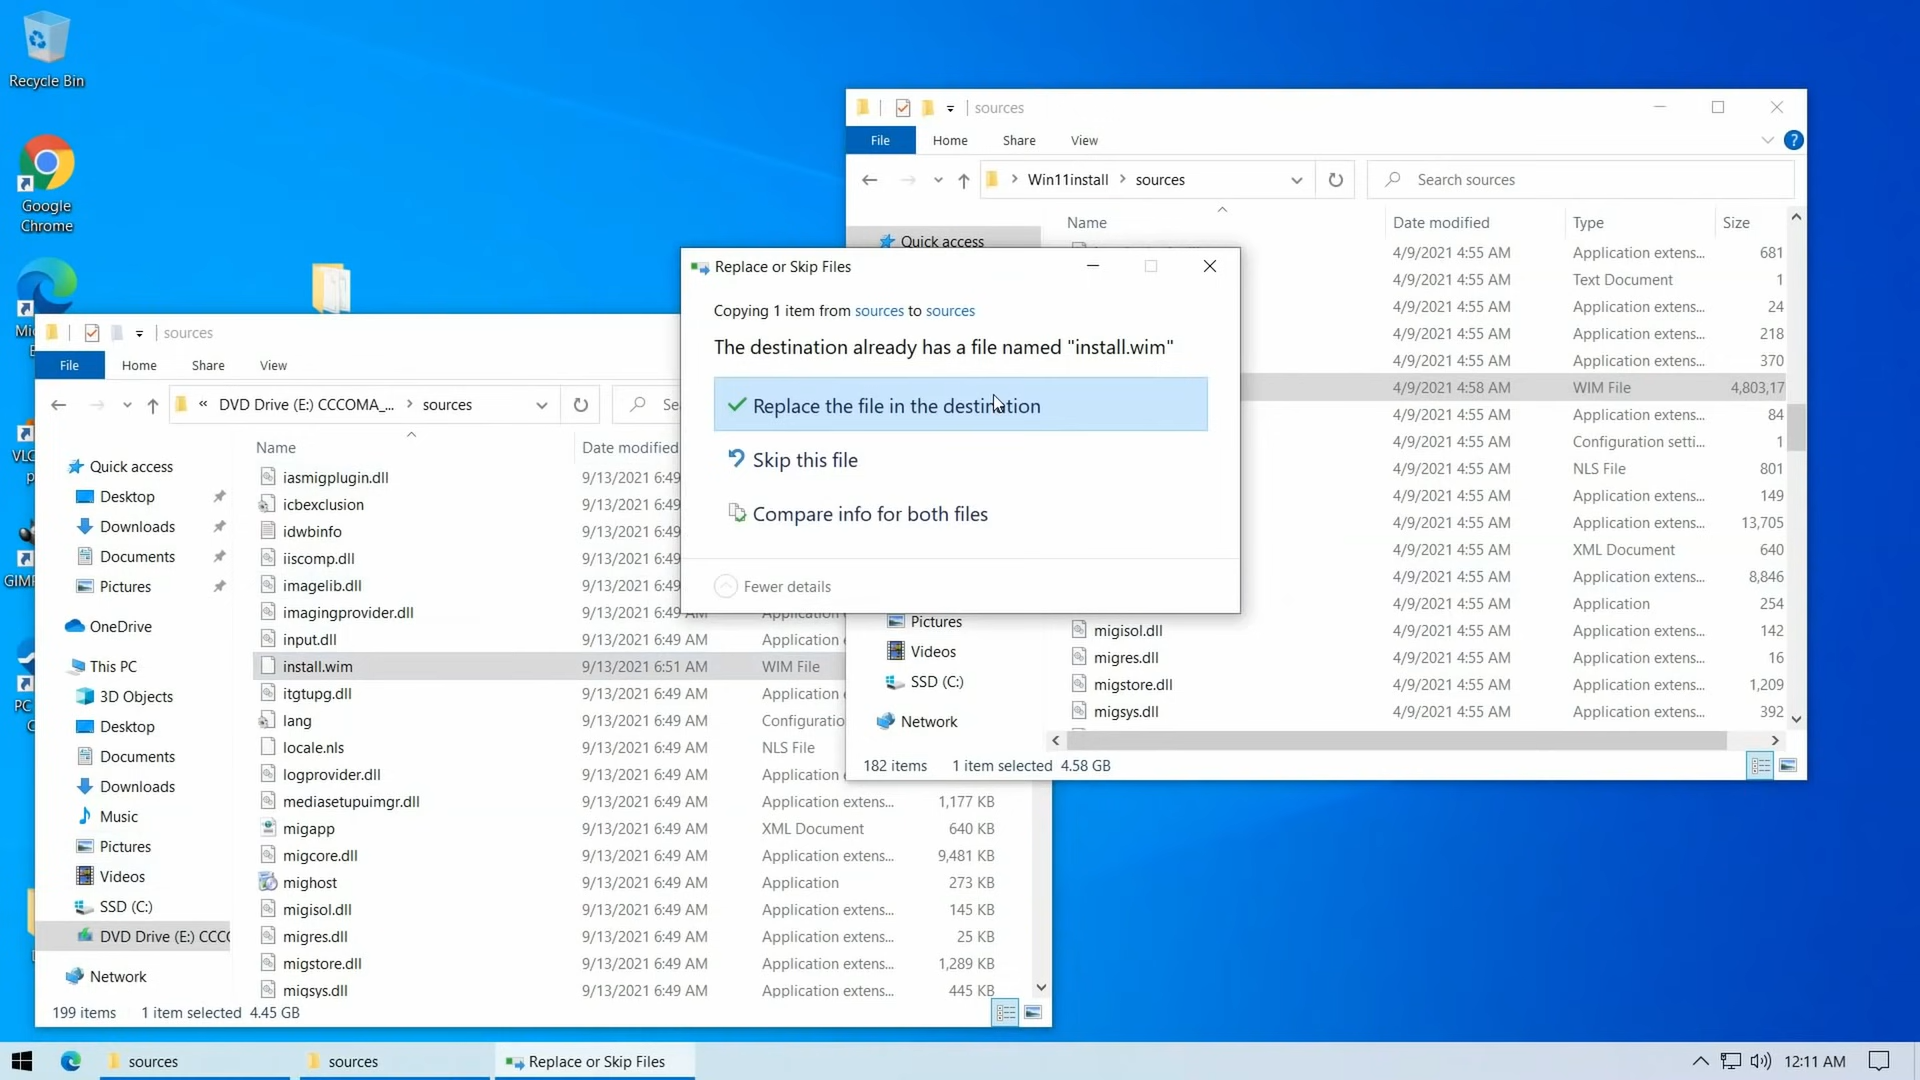 Recycle Bin
Google
Chrome
sources
File Home Share View
Win11install sources
Search sources
Name Date modified Type Size
Quick access
4/9/2021 4:55 AM Application extens... 681
4/9/2021 4:55 AM Text Document 1
4/9/2021 4:55 AM Application extens... 24
4/9/2021 4:55 AM Application extens... 218
4/9/2021 4:55 AM Application extens... 370
4/9/2021 4:58 AM WIM File 4,803,17
4/9/2021 4:55 AM Application extens... 84
4/9/2021 4:55 AM Configuration setti... 1
4/9/2021 4:55 AM NLS File 801
4/9/2021 4:55 AM Application extens... 149
4/9/2021 4:55 AM Application extens... 13,705
4/9/2021 4:55 AM XML Document 640
4/9/2021 4:55 AM Application extens... 8,846
4/9/2021 4:55 AM Application 254
migisol.dll 4/9/2021 4:55 AM Application extens... 142
migres.dll 4/9/2021 4:55 AM Application extens... 16
migstore.dll 4/9/2021 4:55 AM Application extens... 1,209
migsys.dll 4/9/2021 4:55 AM Application extens... 392
Pictures
Videos
SSD (C:)
Network
182 items 1 item selected 4.58 GB
Replace or Skip Files
Copying 1 item from sources to sources
The destination already has a file named "install.wim"
Replace the file in the destination
Skip this file
Compare info for both files
Fewer details
sources
File Home Share View
« DVD Drive (E:) CCCOMA_... sources
Se
Name Date modified
Quick access
Desktop
Downloads
Documents
Pictures
OneDrive
This PC
3D Objects
Desktop
Documents
Downloads
Music
Pictures
Videos
SSD (C:)
DVD Drive (E:) CCC
Network
iasmigplugin.dll 9/13/2021 6:49
icbexclusion 9/13/2021 6:49
idwbinfo 9/13/2021 6:49
iiscomp.dll 9/13/2021 6:49
imagelib.dll 9/13/2021 6:49
imagingprovider.dll 9/13/2021 6:49 AM
input.dll 9/13/2021 6:49 AM Application
install.wim 9/13/2021 6:51 AM WIM File
itgtupg.dll 9/13/2021 6:49 AM Application
lang 9/13/2021 6:49 AM Configuratio
locale.nls 9/13/2021 6:49 AM NLS File
logprovider.dll 9/13/2021 6:49 AM Application
mediasetupuimgr.dll 9/13/2021 6:49 AM Application extens... 1,177 KB
migapp 9/13/2021 6:49 AM XML Document 640 KB
migcore.dll 9/13/2021 6:49 AM Application extens... 9,481 KB
mighost 9/13/2021 6:49 AM Application 273 KB
migisol.dll 9/13/2021 6:49 AM Application extens... 145 KB
migres.dll 9/13/2021 6:49 AM Application extens... 25 KB
migstore.dll 9/13/2021 6:49 AM Application extens... 1,289 KB
migsys.dll 9/13/2021 6:49 AM Application extens... 445 KB
199 items 1 item selected 4.45 GB
sources
sources
Replace or Skip Files
12:11 AM